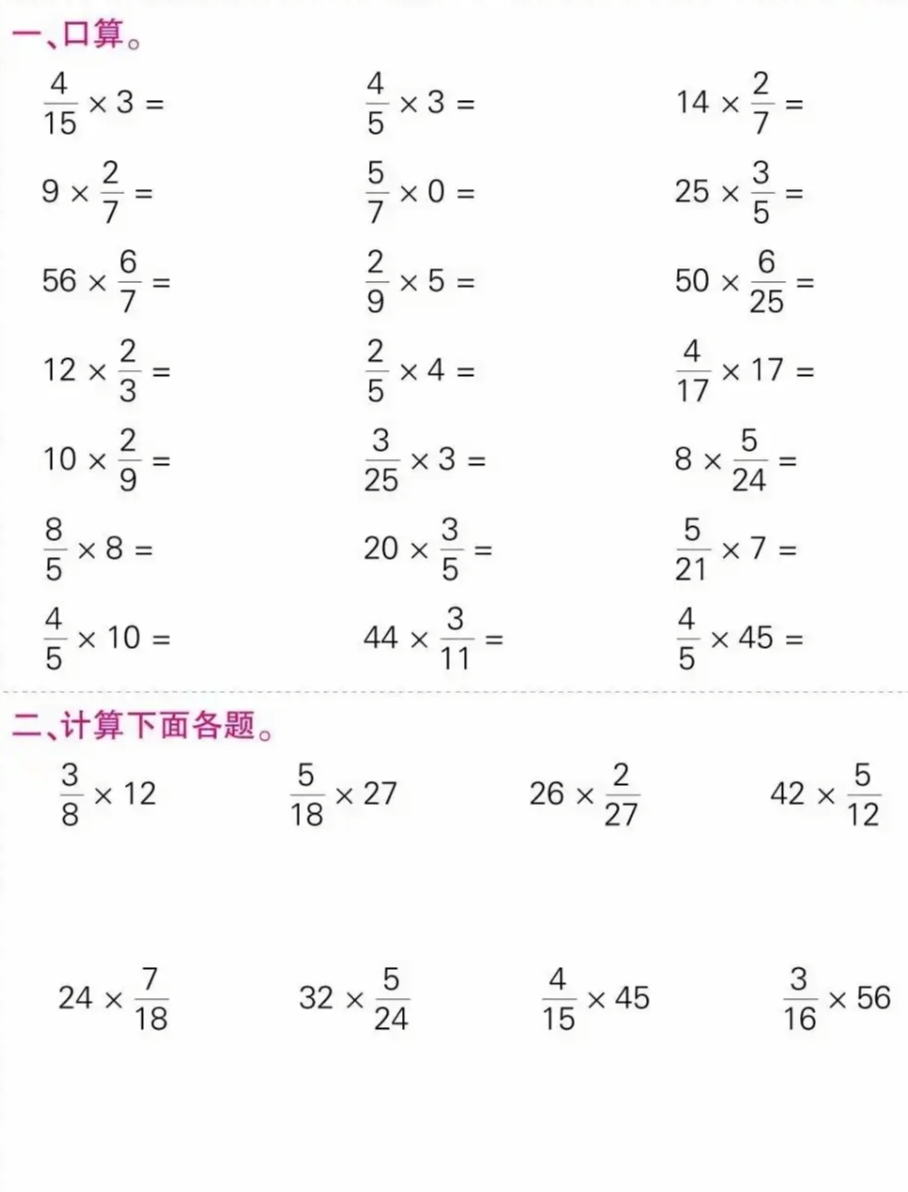 一、口算。
4/15 × 3 = 4/5 × 3 = 14 × 2/7 =
9 × 2/7 = 5/7 × 0 = 25 × 3/5 =
56 × 6/7 = 2/9 × 5 = 50 × 6/25 =
12 × 2/3 = 2/5 × 4 = 4/17 × 17 =
10 × 2/9 = 3/25 × 3 = 8 × 5/24 =
8/5 × 8 = 20 × 3/5 = 5/21 × 7 =
4/5 × 10 = 44 × 3/11 = 4/5 × 45 =
二、计算下面各题。
3/8 × 12 5/18 × 27 26 × 2/27 42 × 5/12
24 × 7/18 32 × 5/24 4/15 × 45 3/16 × 56